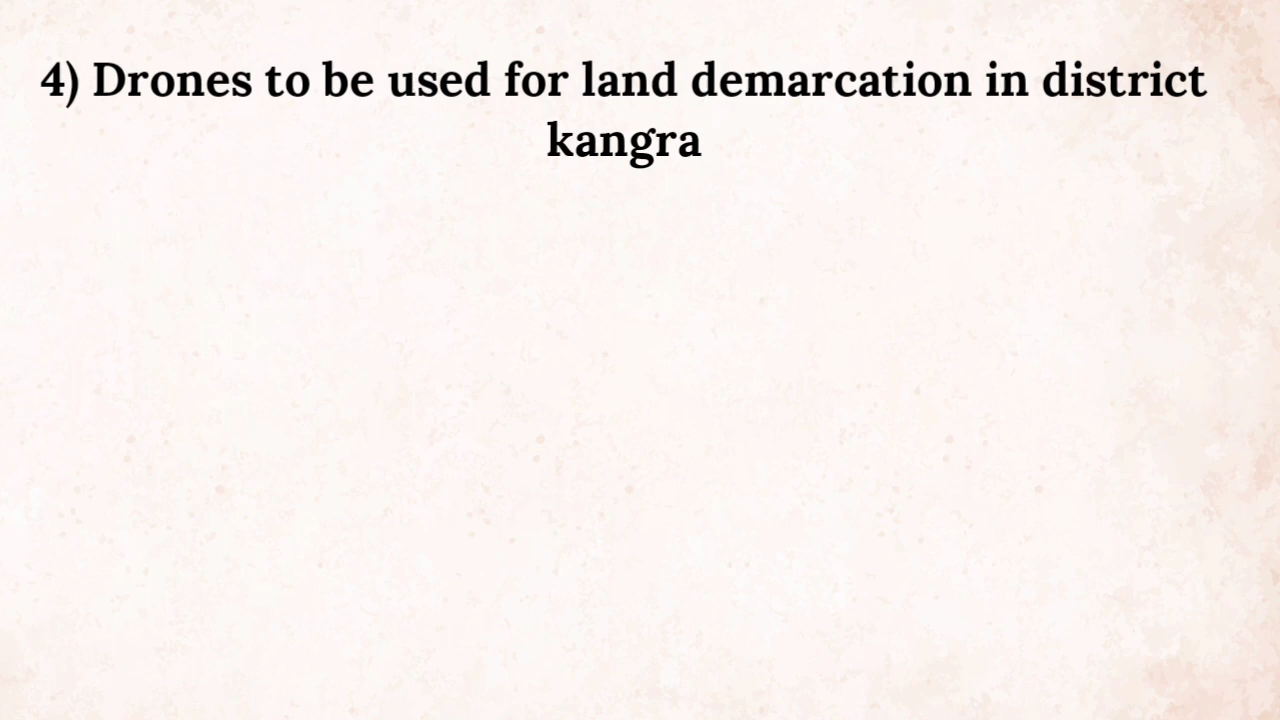 4) Drones to be used for land demarcation in district
kangra